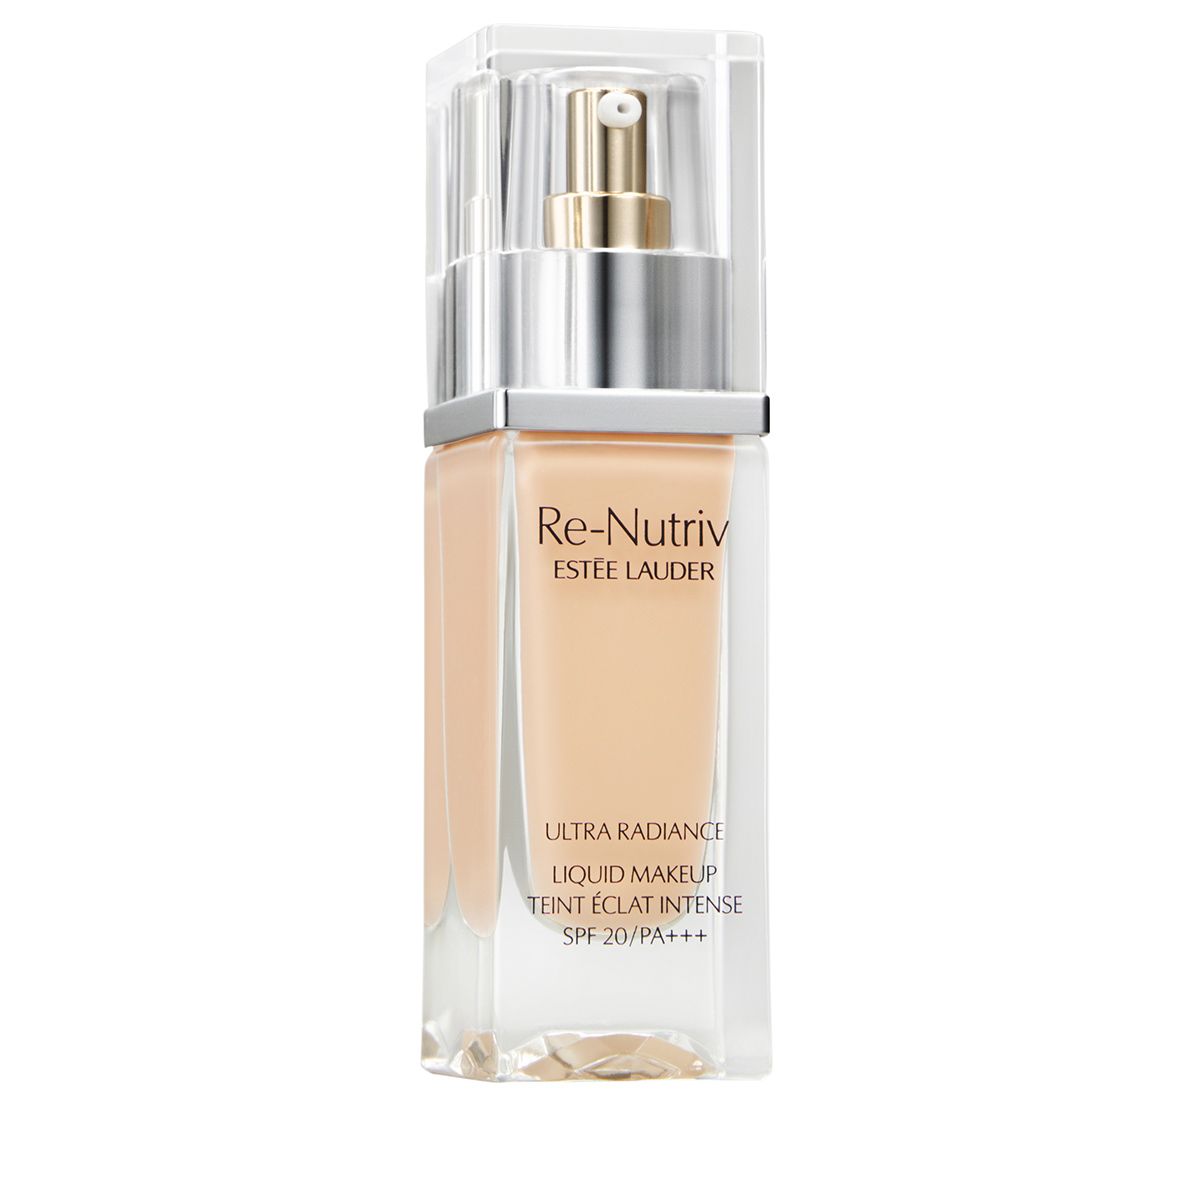 Re-Nutriv
ESTĒE LAUDER
ULTRA RADIANCE
LIQUID MAKEUP
TEINT ÉCLAT INTENSE
SPF 20/PA+++